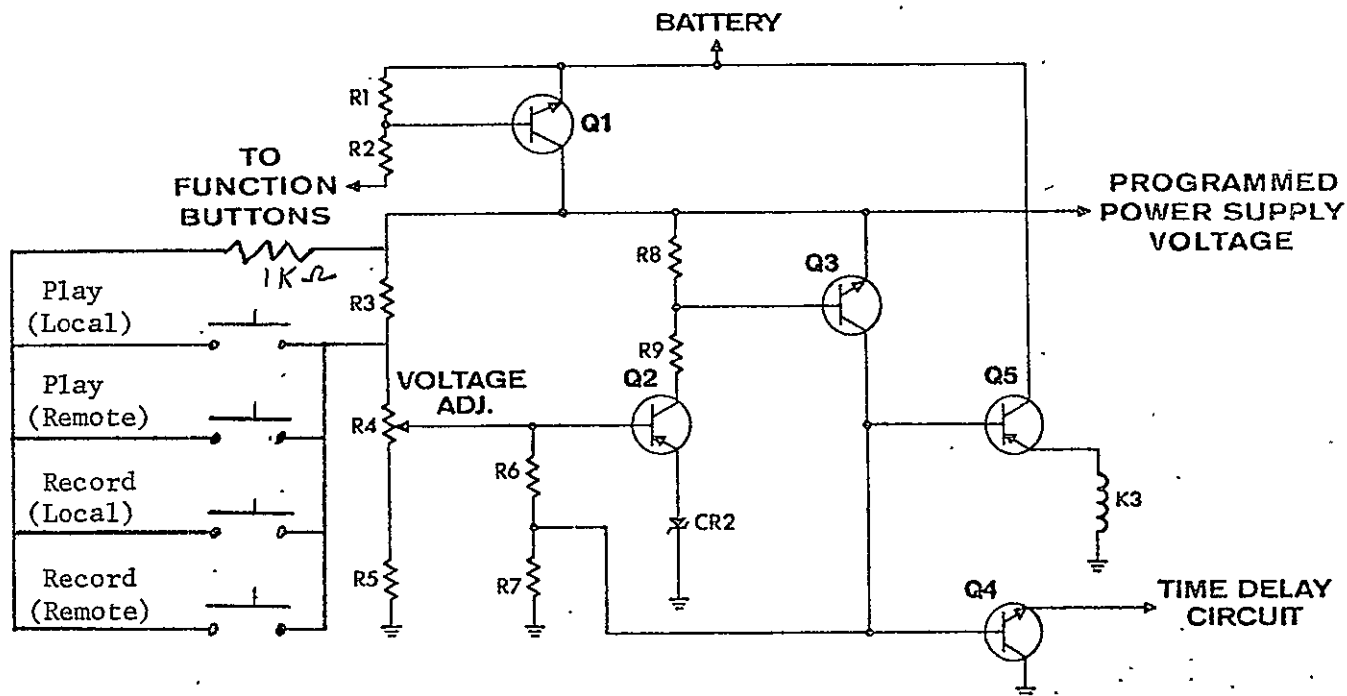 BATTERY
R1
Q1
R2
TO
FUNCTION
BUTTONS
PROGRAMMED
POWER SUPPLY
VOLTAGE
1KΩ
R8
Q3
Play
(Local)
R3
R9
Play
(Remote)
VOLTAGE
ADJ.
Q2
Q5
R4
R6
K3
Record
(Local)
CR2
R5
R7
Record
(Remote)
Q4
TIME DELAY
CIRCUIT